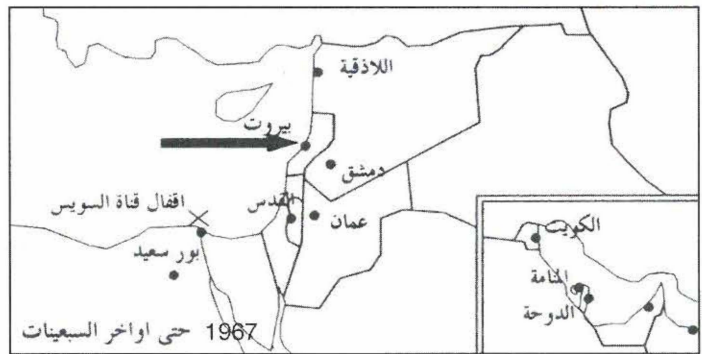 اللاذقية
بيروت
دمشق
القدس
عمان
اقفال قناة السويس
بور سعيد
الكويت
المنامة
الدوحة
1967 حتى اواخر السبعينات